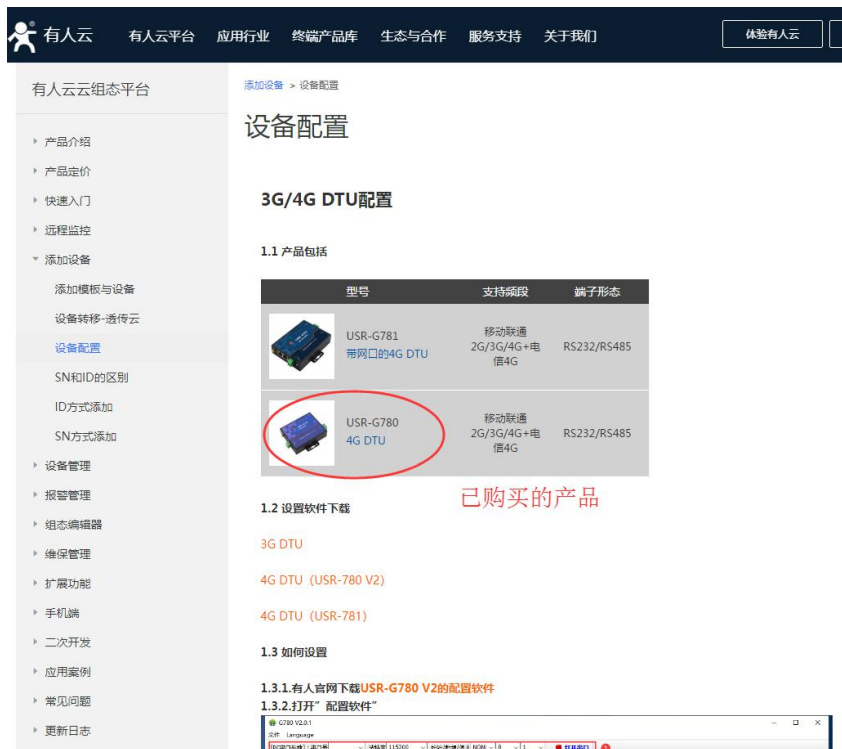 有人云 有人云平台 应用行业 终端产品库 生态与合作 服务支持 关于我们 体验有人云
有人云云组态平台
产品介绍
产品定价
快速入门
远程监控
添加设备
添加模板与设备
设备转移-透传云
设备配置
SN和ID的区别
ID方式添加
SN方式添加
设备管理
报警管理
组态编辑器
维保管理
扩展功能
手机端
二次开发
应用案例
常见问题
更新日志
添加设备 > 设备配置
设备配置
3G/4G DTU配置
1.1 产品包括
型号 支持频段 端子形态
USR-G781
带网口的4G DTU
移动联通
2G/3G/4G+电
信4G
RS232/RS485
USR-G780
4G DTU
移动联通
2G/3G/4G+电
信4G
RS232/RS485
已购买的产品
1.2 设置软件下载
3G DTU
4G DTU（USR-780 V2）
4G DTU（USR-781）
1.3 如何设置
1.3.1.有人官网下载USR-G780 V2的配置软件
1.3.2.打开”配置软件”
G780 V2.0.1
文件 Language
115200 NON 8 1